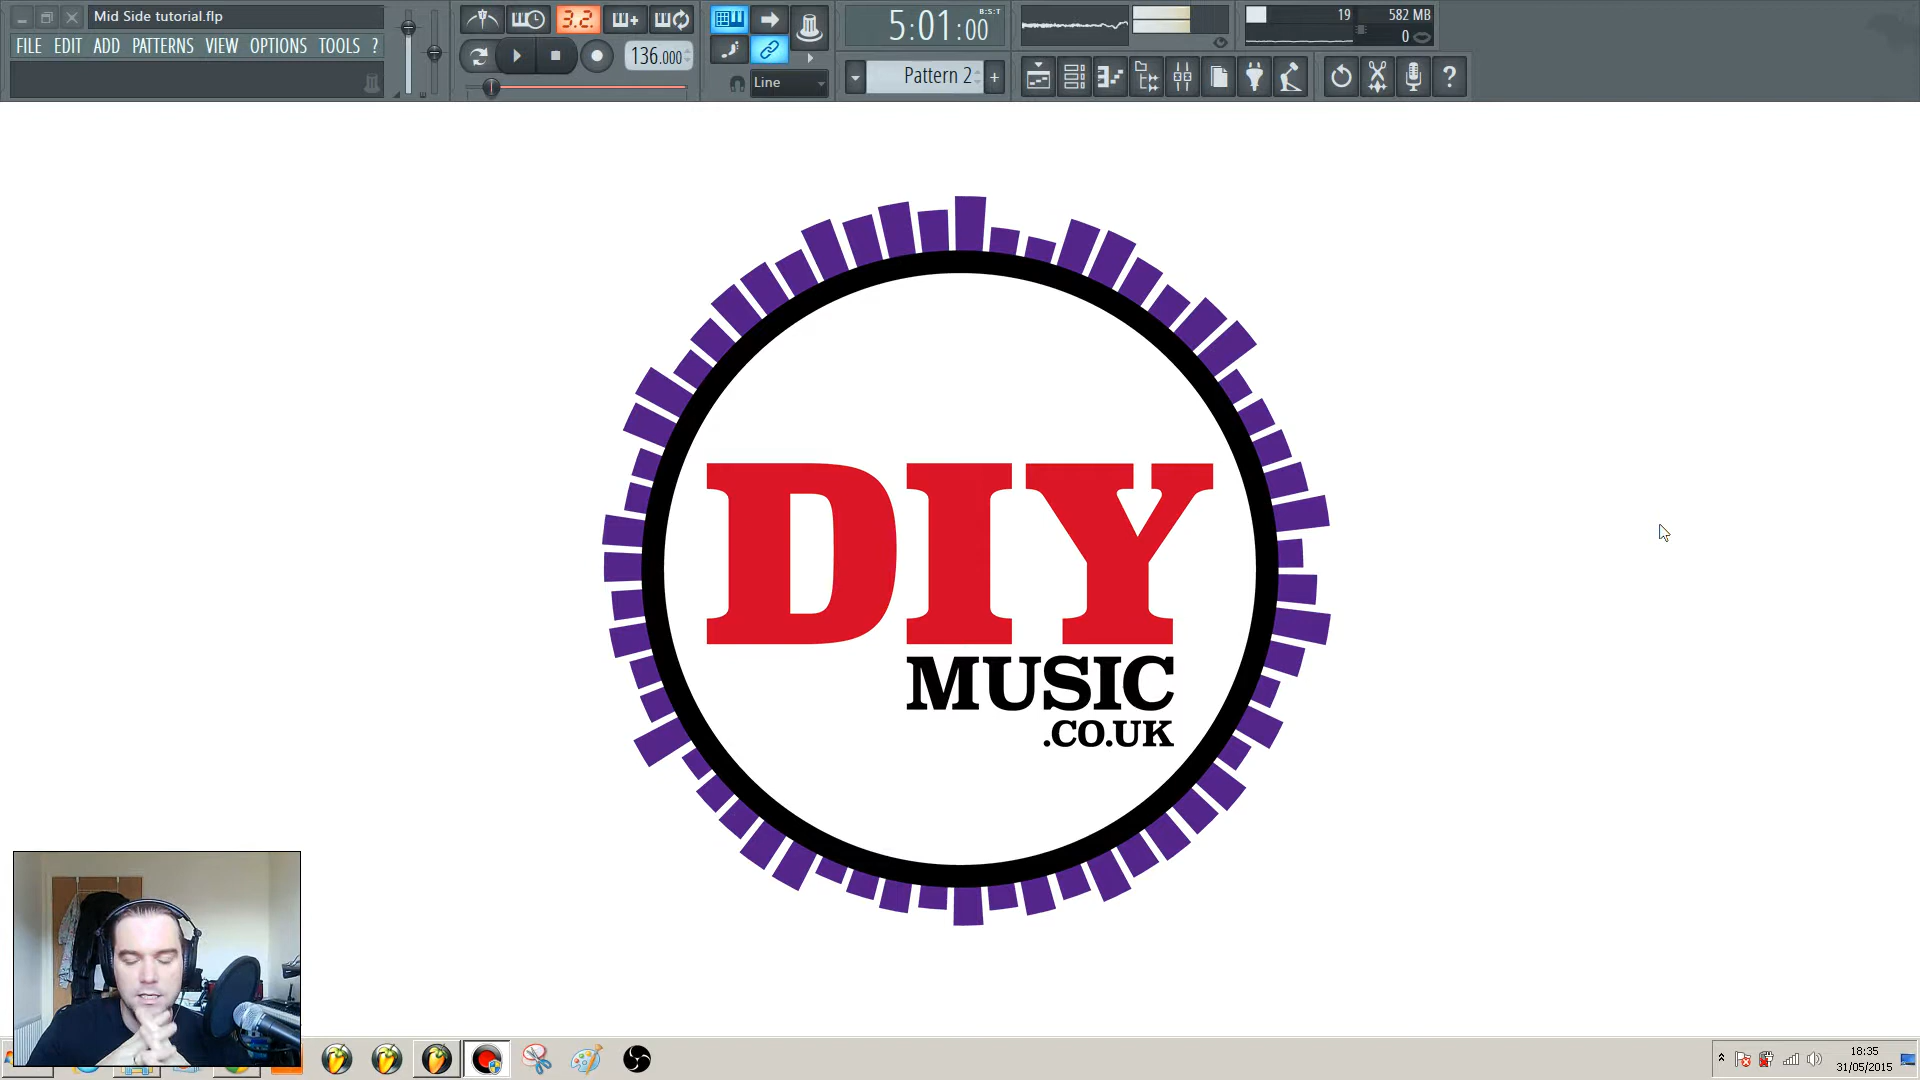 Mid Side tutorial.flp
FILE EDIT ADD PATTERNS VIEW OPTIONS TOOLS ?
3.2.
136.000
Line
5:01:00
B:S:T
Pattern 2
+
19
582 MB
0
?
DIY
MUSIC
.CO.UK
18:35
31/05/2015